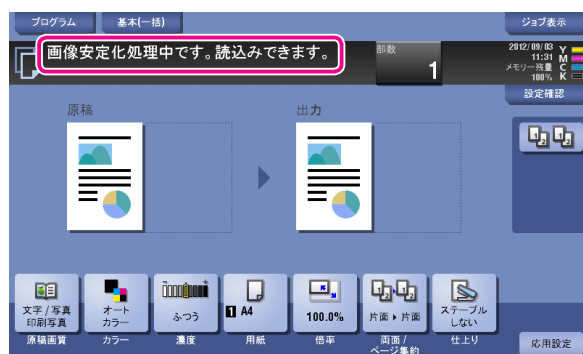 プログラム
基本(一括)
ジョブ表示
画像安定化処理中です。読込みできます。
部数
1
2012/09/03
11:31
メモリー残量
100%
Y
M
C
K
設定確認
原稿
出力
文字/写真
印刷写真
オート
カラー
ふつう
1 A4
100.0%
片面 ▸ 片面
ステープル
しない
原稿画質
カラー
濃度
用紙
倍率
両面/
ページ集約
仕上り
応用設定